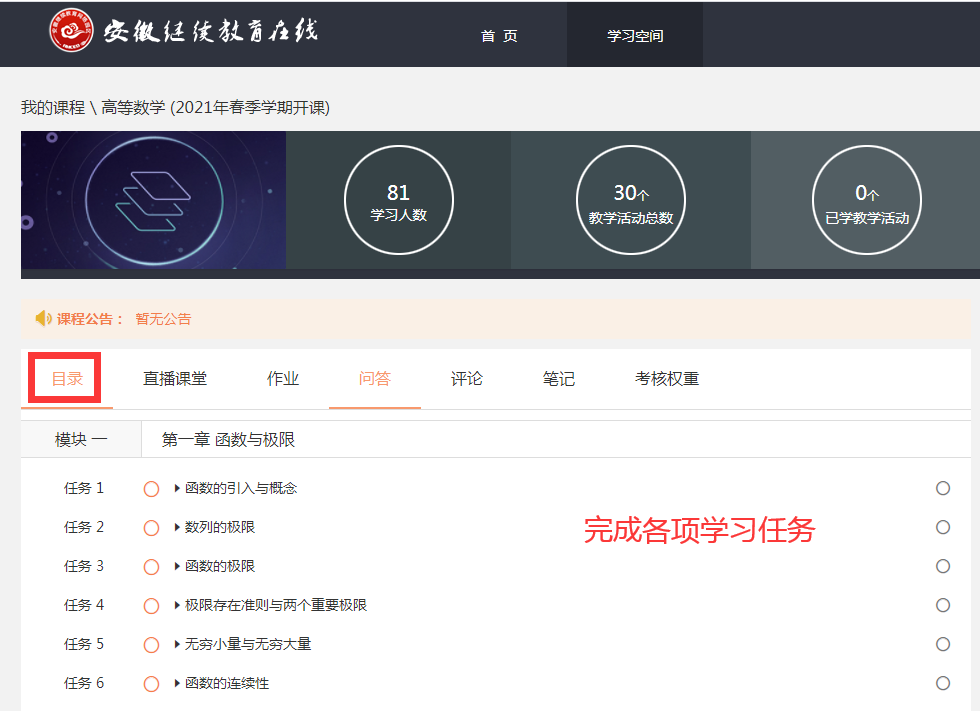 安徽继续教育在线
首 页
学习空间
我的课程 \ 高等数学 (2021年春季学期开课)
81
学习人数
30个
教学活动总数
0个
已学教学活动
课程公告： 暂无公告
目录 直播课堂 作业 问答 评论 笔记 考核权重
模块 一 第一章 函数与极限
任务 1 函数的引入与概念
任务 2 数列的极限
完成各项学习任务
任务 3 函数的极限
任务 4 极限存在准则与两个重要极限
任务 5 无穷小量与无穷大量
任务 6 函数的连续性